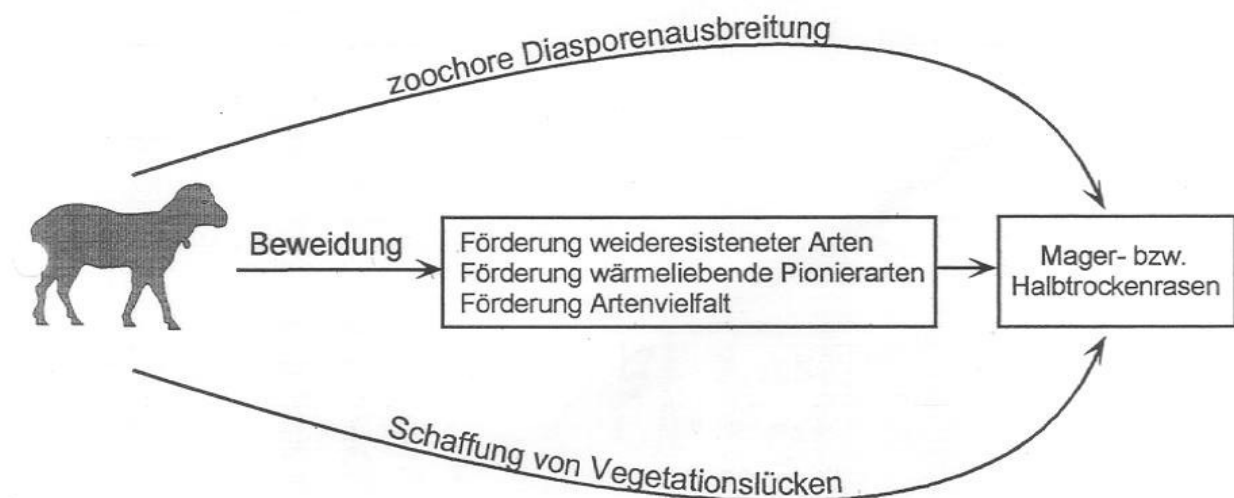 zoochore Diasporenausbreitung
Beweidung
Förderung weideresisteneter Arten
Förderung wärmeliebende Pionierarten
Förderung Artenvielfalt
Mager- bzw.
Halbtrockenrasen
Schaffung von Vegetationslücken